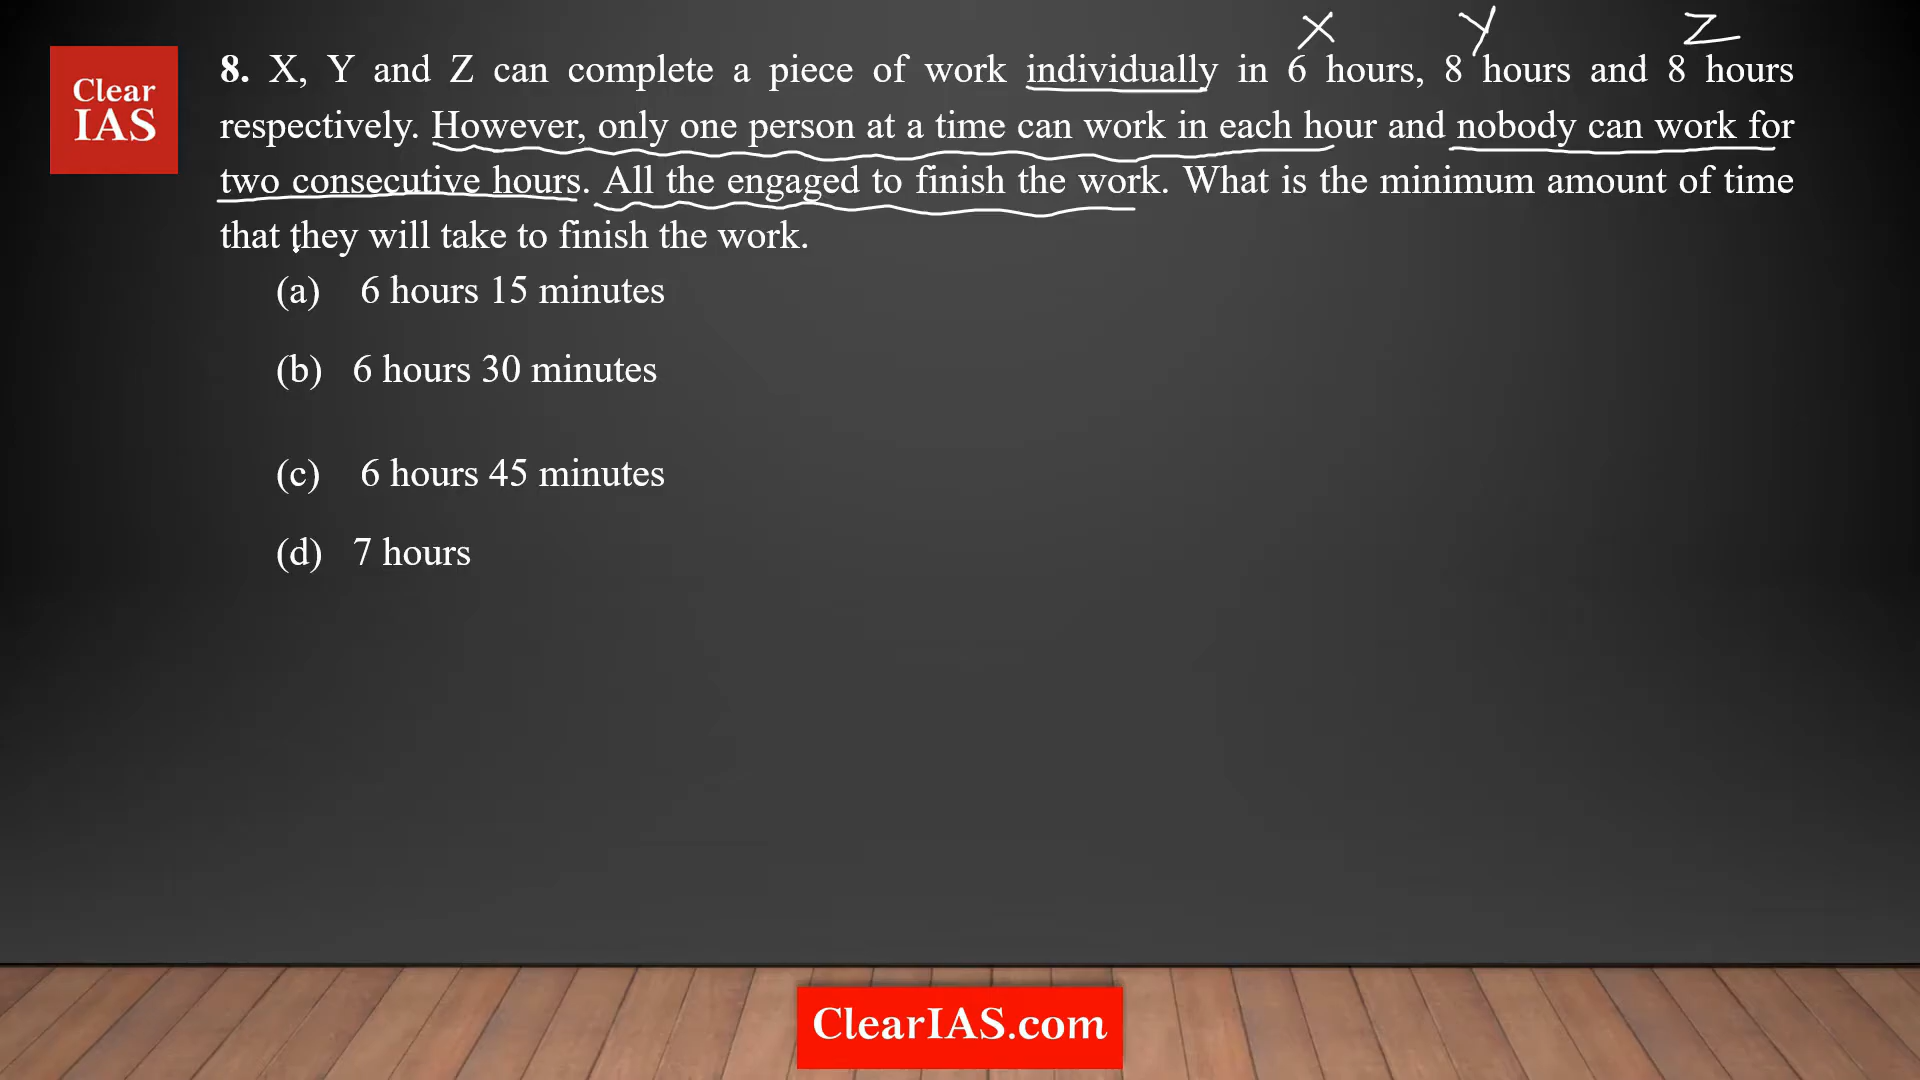 X Y Z
Clear
IAS
8. X, Y and Z can complete a piece of work individually in 6 hours, 8 hours and 8 hours
respectively. However, only one person at a time can work in each hour and nobody can work for
two consecutive hours. All the engaged to finish the work. What is the minimum amount of time
that they will take to finish the work.
(a) 6 hours 15 minutes
(b) 6 hours 30 minutes
(c) 6 hours 45 minutes
(d) 7 hours
ClearIAS.com